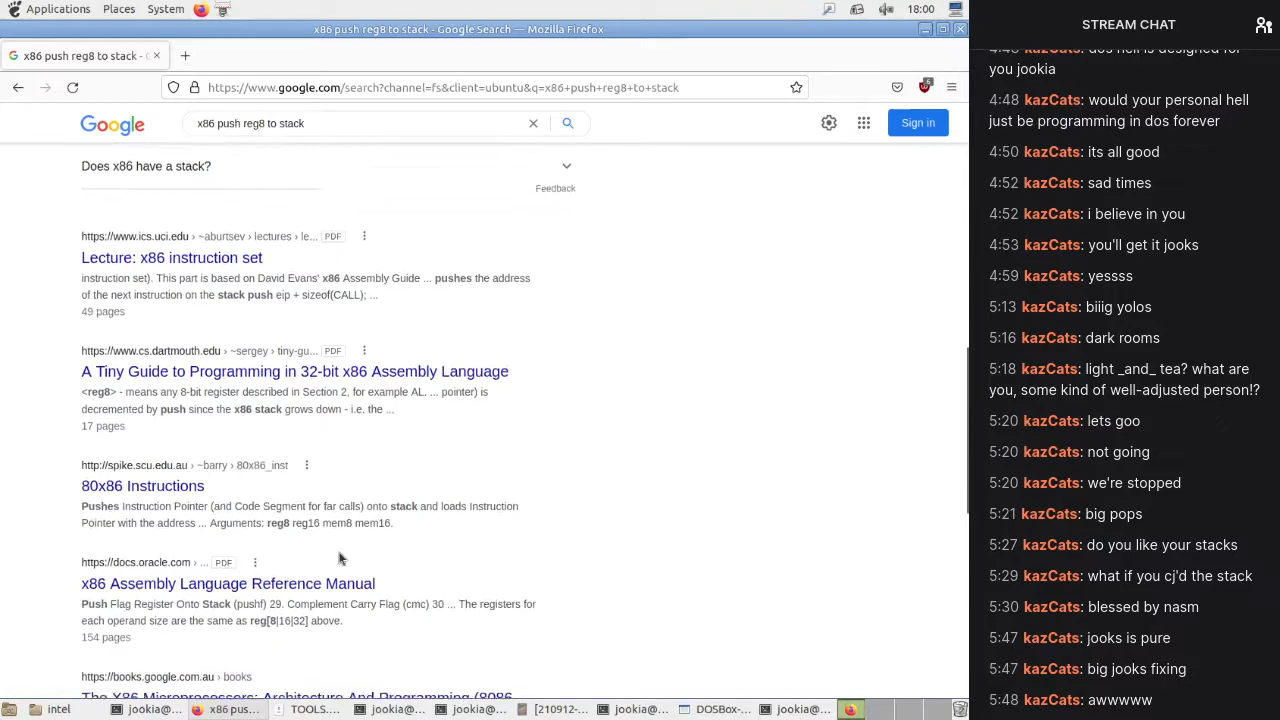 Applications Places System 18:00
x86 push reg8 to stack - Google Search — Mozilla Firefox
x86 push reg8 to stack -
https://www.google.com/search?channel=fs&client=ubuntu&q=x86+push+reg8+to+stack
6
Google
x86 push reg8 to stack
Sign in
Does x86 have a stack?
Feedback
https://www.ics.uci.edu › ~aburtsev › lectures › le... PDF
Lecture: x86 instruction set
instruction set). This part is based on David Evans' x86 Assembly Guide ... pushes the address
of the next instruction on the stack push eip + sizeof(CALL); ...
49 pages
https://www.cs.dartmouth.edu › ~sergey › tiny-gu... PDF
A Tiny Guide to Programming in 32-bit x86 Assembly Language
<reg8> - means any 8-bit register described in Section 2, for example AL. ... pointer) is
decremented by push since the x86 stack grows down - i.e. the ...
17 pages
http://spike.scu.edu.au › ~barry › 80x86_inst
80x86 Instructions
Pushes Instruction Pointer (and Code Segment for far calls) onto stack and loads Instruction
Pointer with the address ... Arguments: reg8 reg16 mem8 mem16.
https://docs.oracle.com › ... PDF
x86 Assembly Language Reference Manual
Push Flag Register Onto Stack (pushf) 29. Complement Carry Flag (cmc) 30 ... The registers for
each operand size are the same as reg[8|16|32] above.
154 pages
https://books.google.com.au › books
The X86 Microprocessors: Architecture And Programming (8086
intel jookia@... x86 pus... TOOLS.... jookia@... jookia@... [210912-... jookia@... DOSBox-... jookia@...
STREAM CHAT
4:48 kazCats: dos hell is designed for
you jookia
4:48 kazCats: would your personal hell
just be programming in dos forever
4:50 kazCats: its all good
4:52 kazCats: sad times
4:52 kazCats: i believe in you
4:53 kazCats: you'll get it jooks
4:59 kazCats: yessss
5:13 kazCats: biiig yolos
5:16 kazCats: dark rooms
5:18 kazCats: light _and_ tea? what are
you, some kind of well-adjusted person!?
5:20 kazCats: lets goo
5:20 kazCats: not going
5:20 kazCats: we're stopped
5:21 kazCats: big pops
5:27 kazCats: do you like your stacks
5:29 kazCats: what if you cj'd the stack
5:30 kazCats: blessed by nasm
5:47 kazCats: jooks is pure
5:47 kazCats: big jooks fixing
5:48 kazCats: awwwww